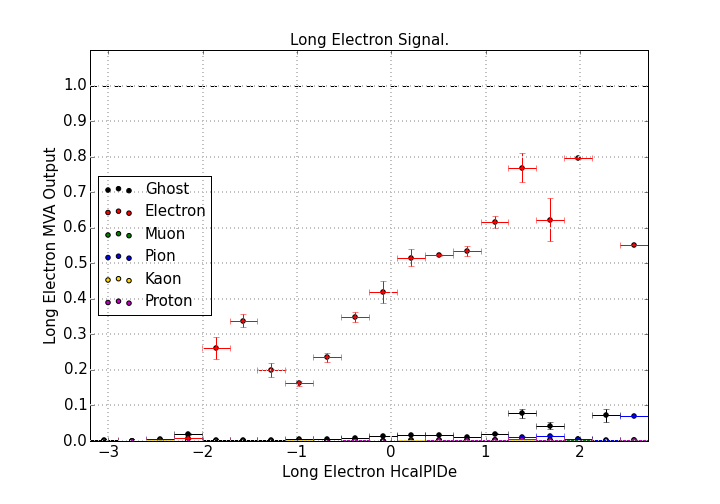 Long Electron Signal.
1.0
0.9
0.8
0.7
0.6
0.5
0.4
0.3
0.2
0.1
0.0
Long Electron MVA Output
Ghost
Electron
Muon
Pion
Kaon
Proton
−3 −2 −1 0 1 2
Long Electron HcalPIDe